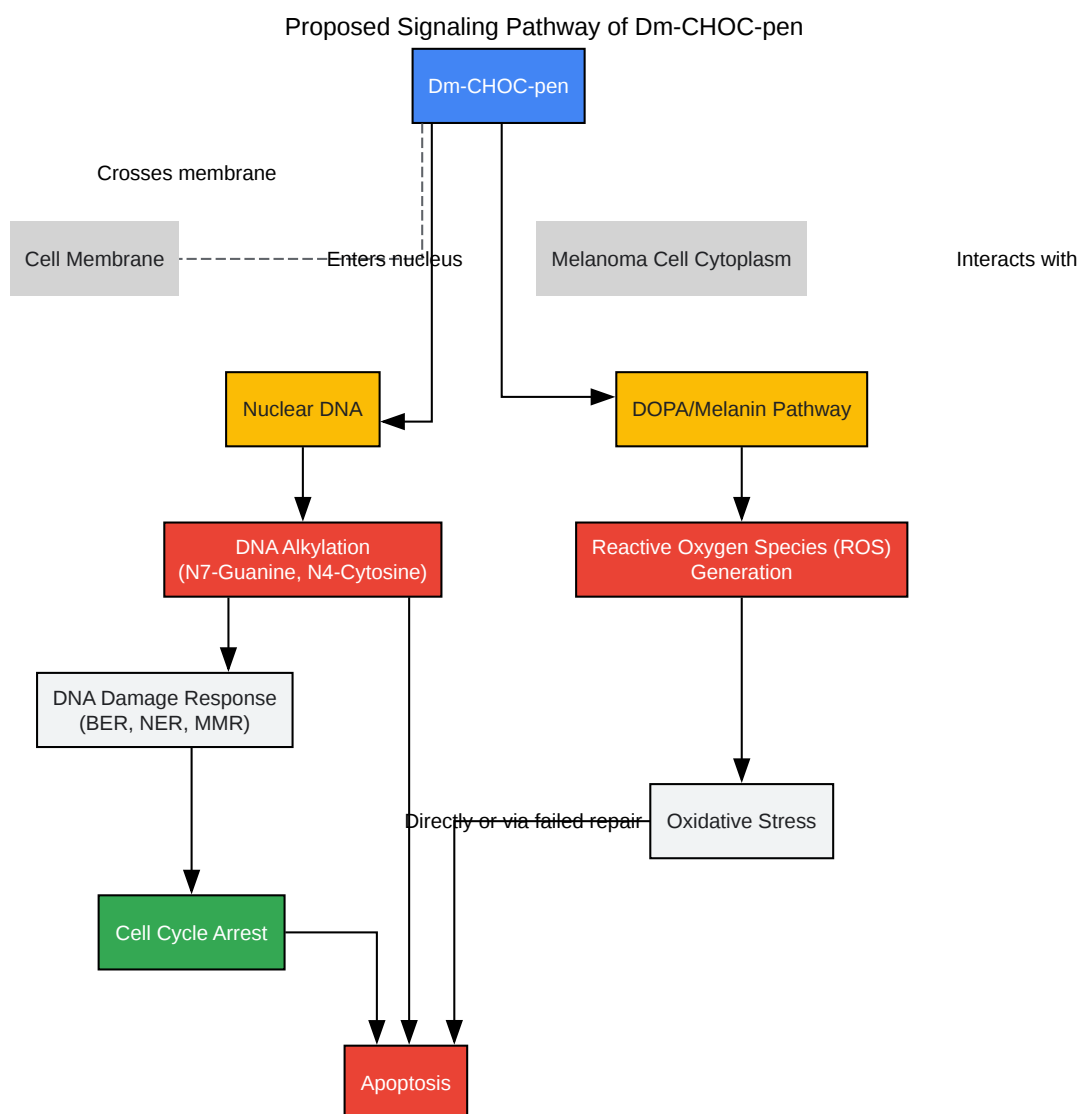 Proposed Signaling Pathway of Dm-CHOC-pen
Dm-CHOC-pen
Crosses membrane
Cell Membrane
Enters nucleus
Melanoma Cell Cytoplasm
Interacts with
Nuclear DNA
DOPA/Melanin Pathway
DNA Alkylation
(N7-Guanine, N4-Cytosine)
Reactive Oxygen Species (ROS)
Generation
DNA Damage Response
(BER, NER, MMR)
Directly or via failed repair
Oxidative Stress
Cell Cycle Arrest
Apoptosis